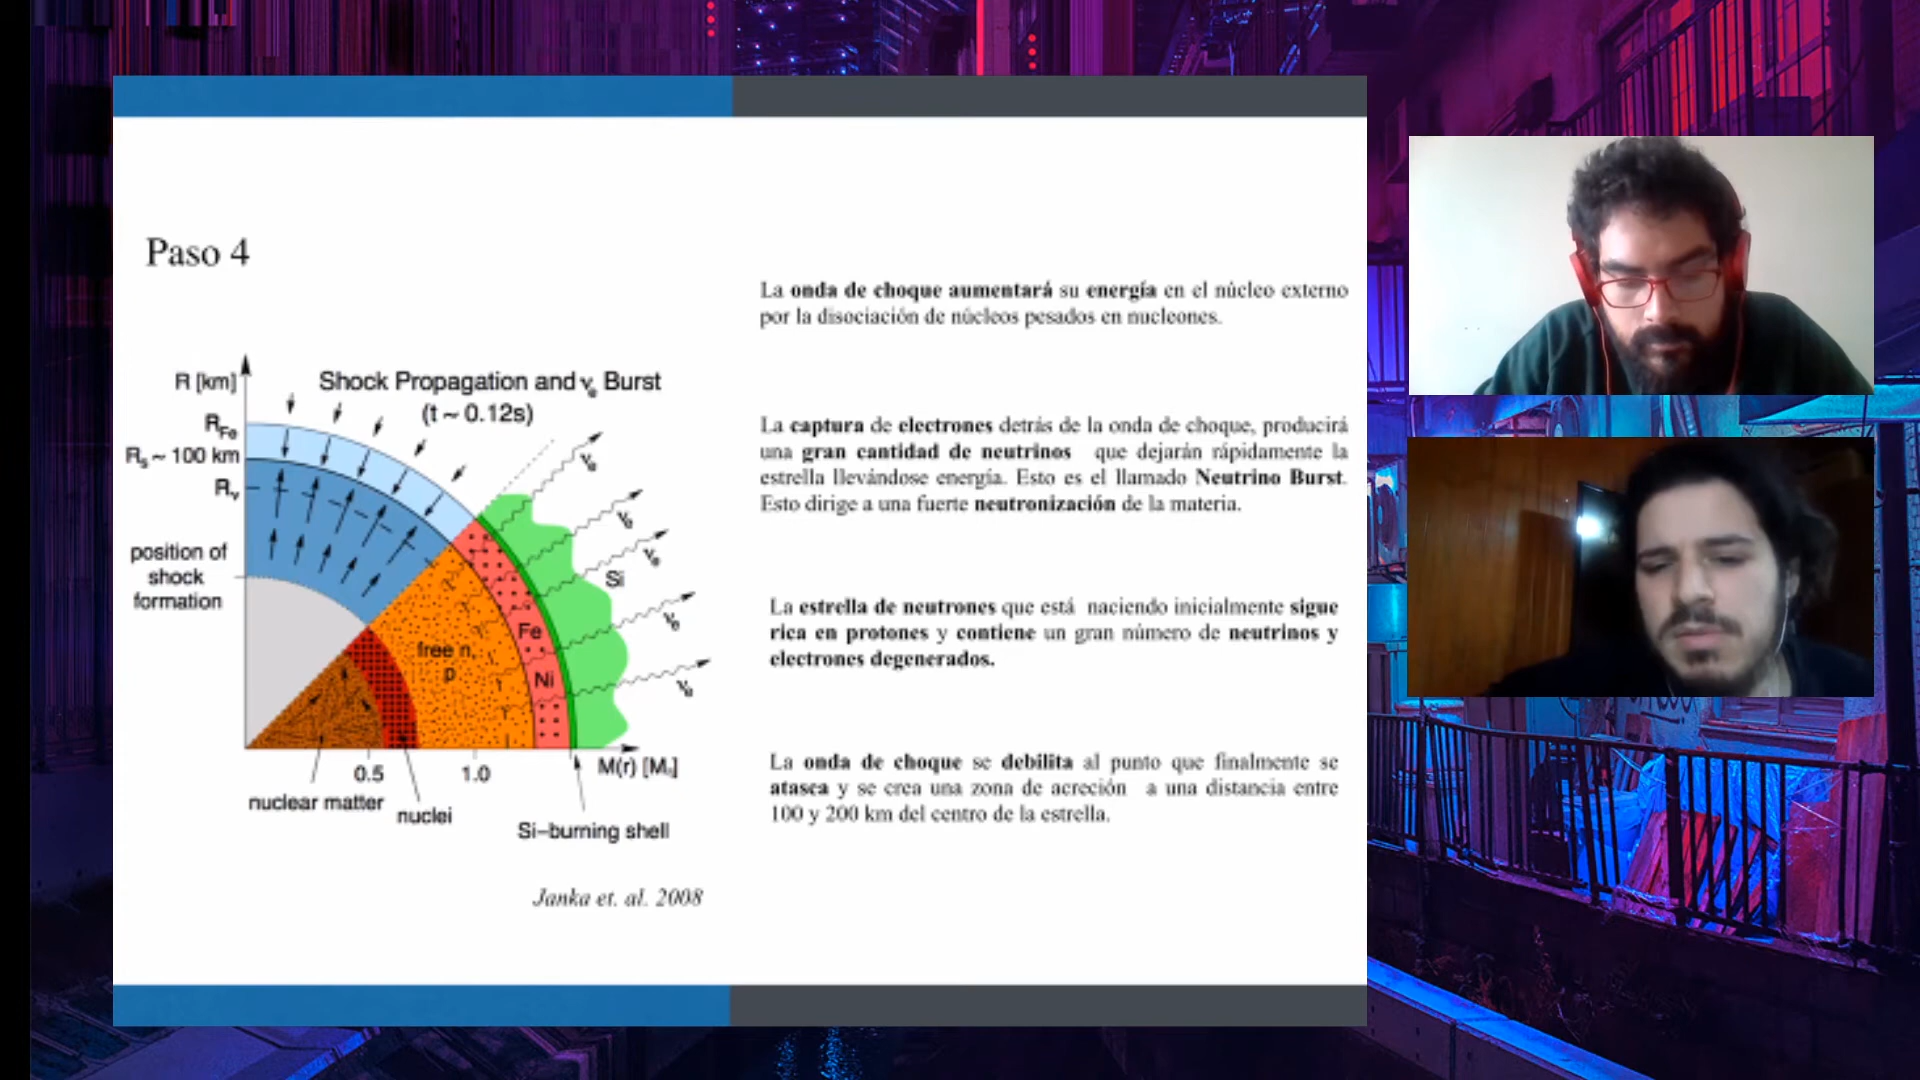 Paso 4
La onda de choque aumentará su energía en el núcleo externo
por la disociación de núcleos pesados en nucleones.
La captura de electrones detrás de la onda de choque, producirá
una gran cantidad de neutrinos que dejarán rápidamente la
estrella llevándose energía. Esto es el llamado Neutrino Burst.
Esto dirige a una fuerte neutronización de la materia.
La estrella de neutrones que está naciendo inicialmente sigue
rica en protones y contiene un gran número de neutrinos y
electrones degenerados.
La onda de choque se debilita al punto que finalmente se
atasca y se crea una zona de acreción a una distancia entre
100 y 200 km del centro de la estrella.
R [km]
Shock Propagation and νe Burst
(t ~ 0.12s)
RFe
Rs ~ 100 km
Rν
position of
shock
formation
νe
νe
νe
νe
νe
Si
Fe
Ni
free n,
p
0.5
1.0
M(r) [M☉]
nuclear matter
nuclei
Si-burning shell
Janka et. al. 2008